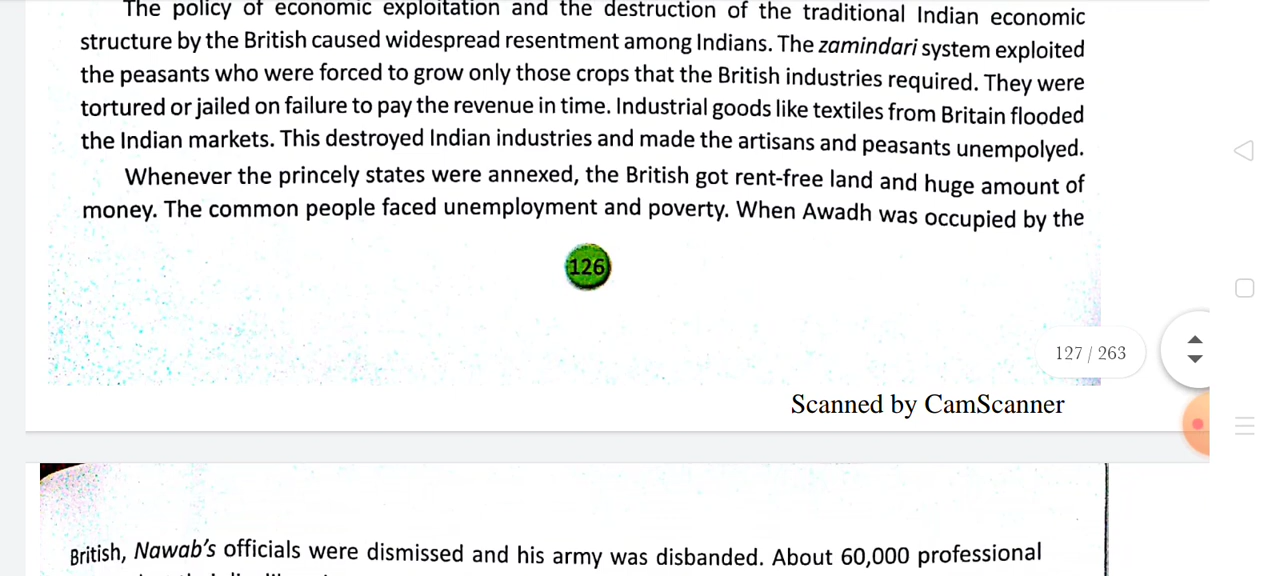 The policy of economic exploitation and the destruction of the traditional Indian economic
structure by the British caused widespread resentment among Indians. The zamindari system exploited
the peasants who were forced to grow only those crops that the British industries required. They were
tortured or jailed on failure to pay the revenue in time. Industrial goods like textiles from Britain flooded
the Indian markets. This destroyed Indian industries and made the artisans and peasants unempolyed.
Whenever the princely states were annexed, the British got rent-free land and huge amount of
money. The common people faced unemployment and poverty. When Awadh was occupied by the
126
127 / 263
Scanned by CamScanner
British, Nawab's officials were dismissed and his army was disbanded. About 60,000 professional